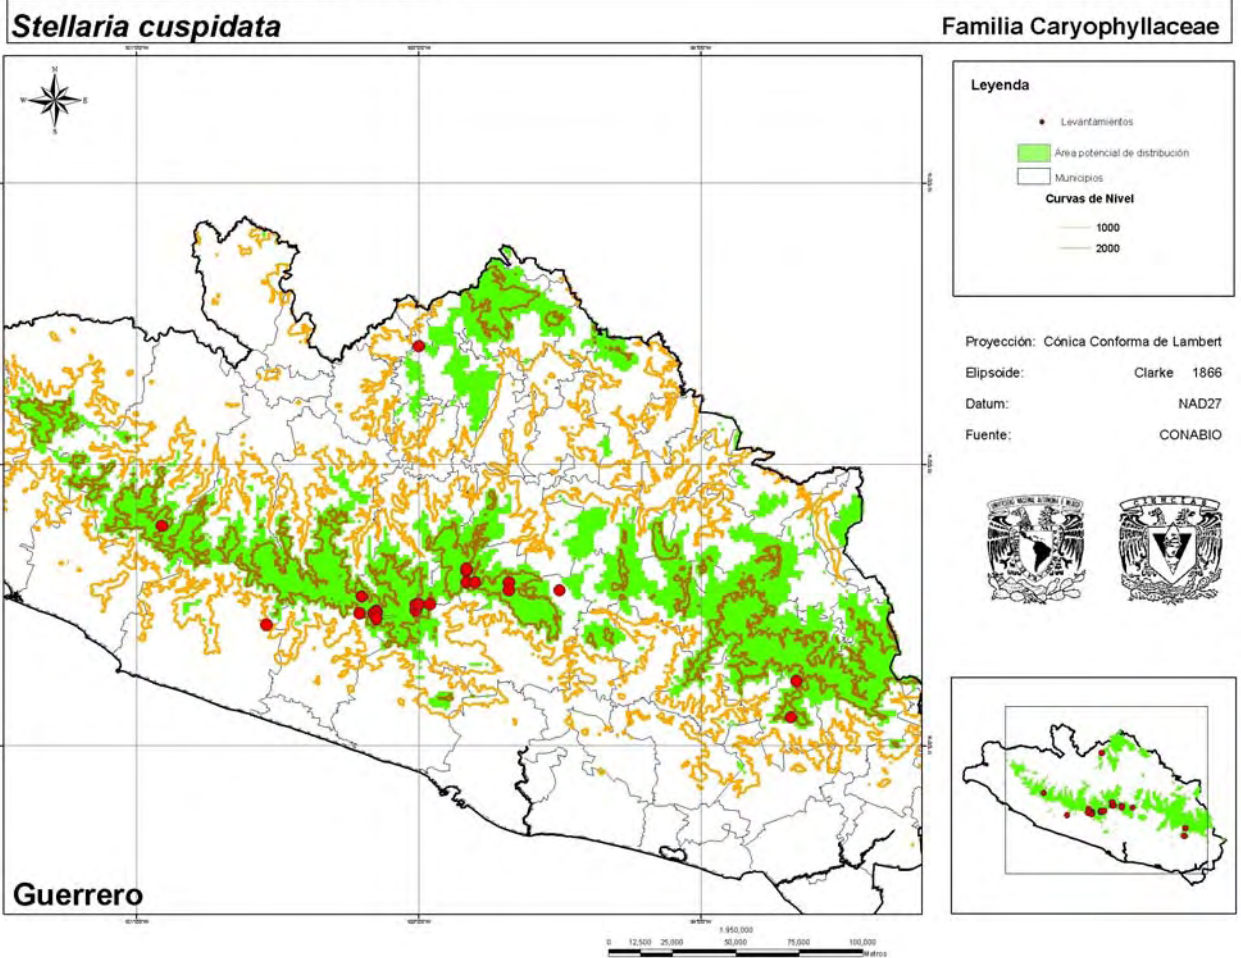 Stellaria cuspidata
Familia Caryophyllaceae
N
W E
S
Leyenda
Levantamientos
Área potencial de distribución
Municipios
Curvas de Nivel
1000
2000
Proyección: Cónica Conforma de Lambert
Elipsoide: Clarke 1866
Datum: NAD27
Fuente: CONABIO
Guerrero
1:950,000
0 12,500 25,000 50,000 75,000 100,000
Metros